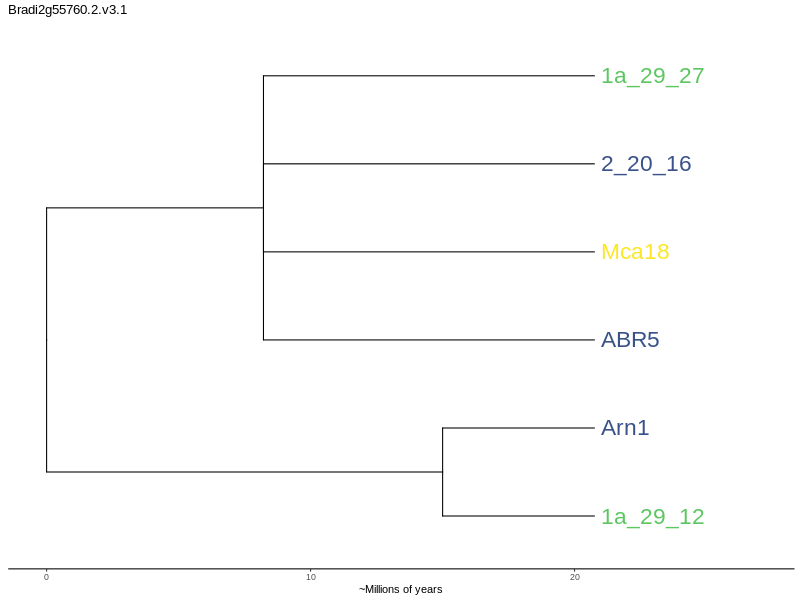 Bradi2g55760.2.v3.1
1a_29_27
2_20_16
Mca18
ABR5
Arn1
1a_29_12
0 10 20
~Millions of years